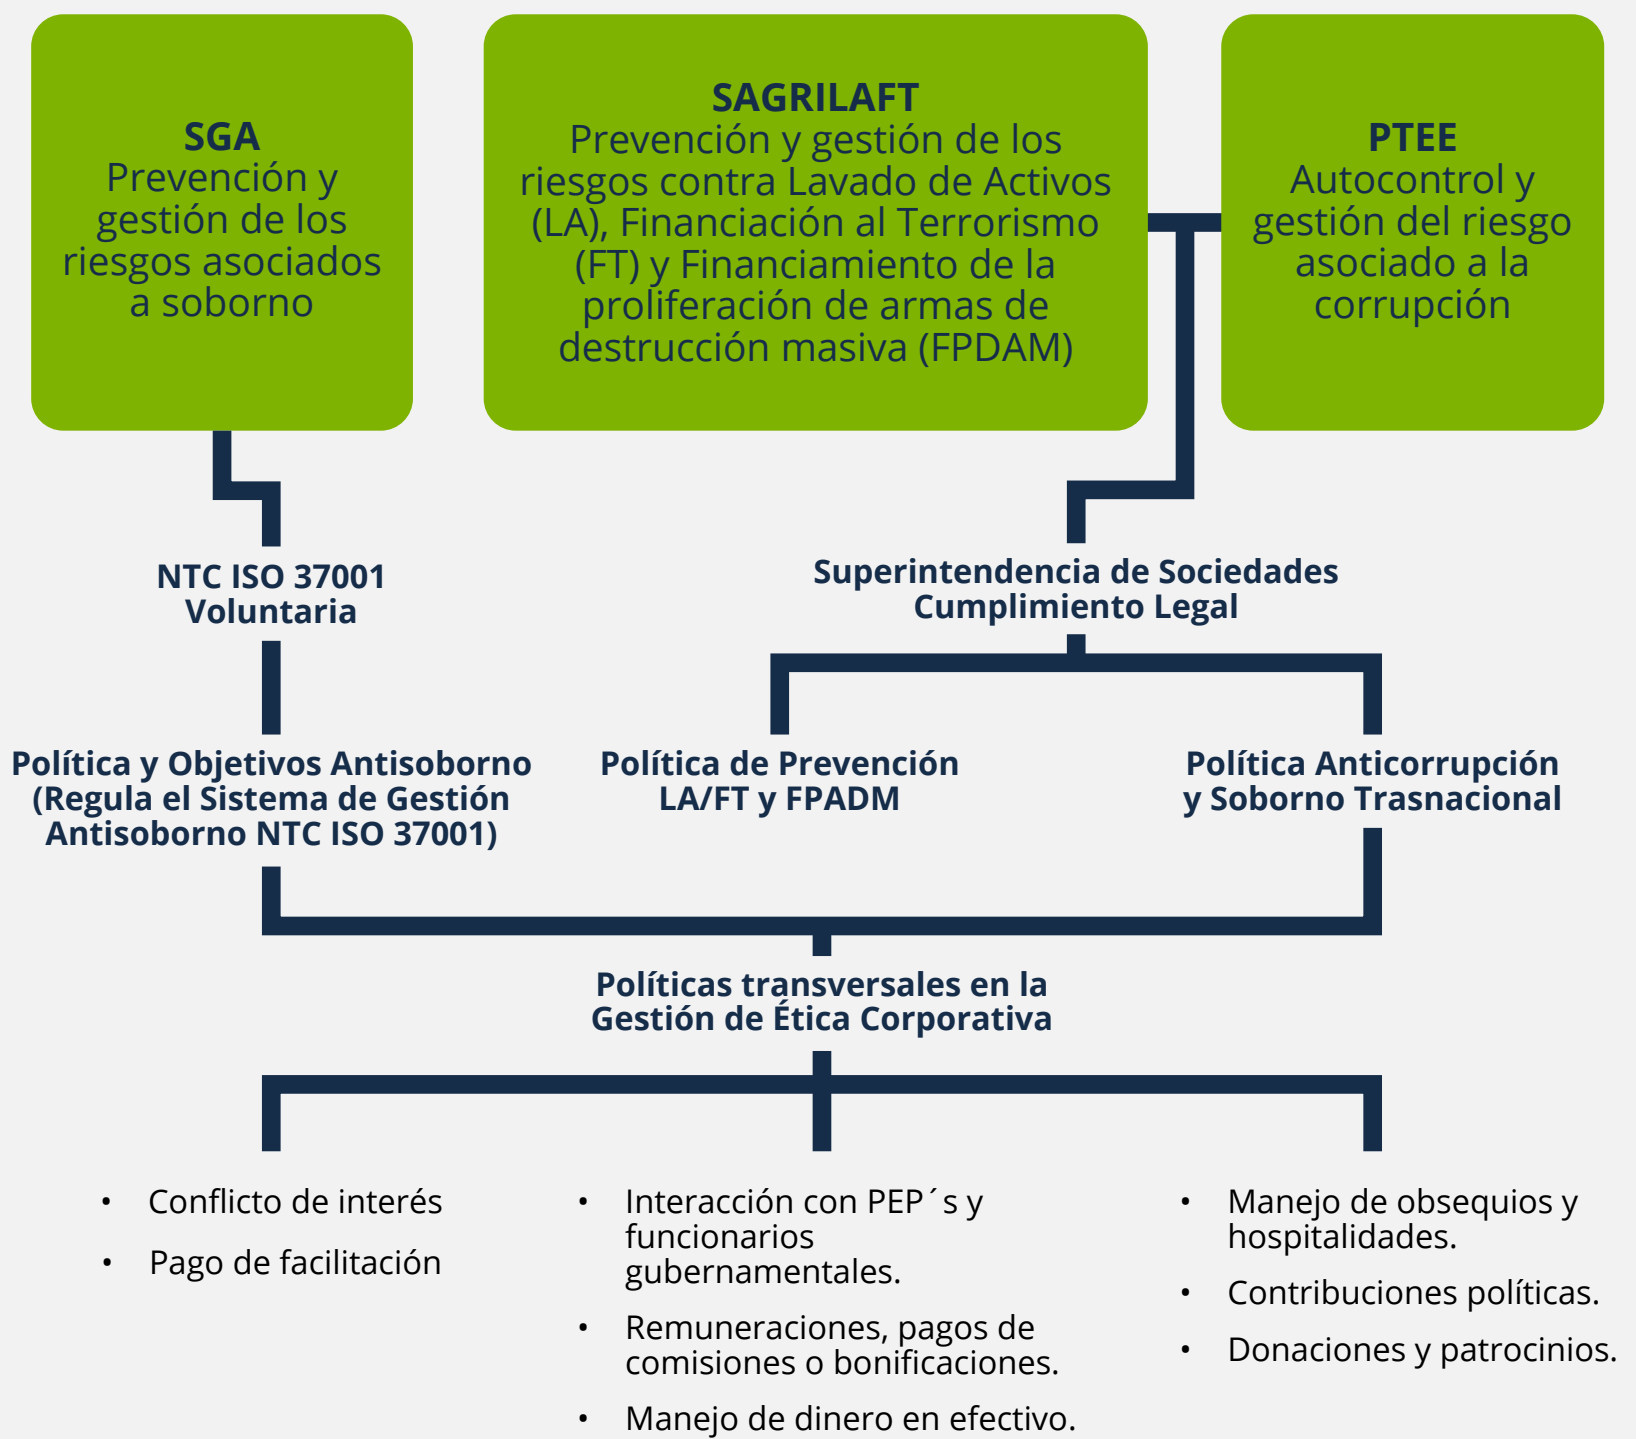 SGA
Prevención y
gestión de los
riesgos asociados
a soborno
SAGRILAFT
Prevención y gestión de los
riesgos contra Lavado de Activos
(LA), Financiación al Terrorismo
(FT) y Financiamiento de la
proliferación de armas de
destrucción masiva (FPDAM)
PTEE
Autocontrol y
gestión del riesgo
asociado a la
corrupción
NTC ISO 37001
Voluntaria
Superintendencia de Sociedades
Cumplimiento Legal
Política y Objetivos Antisoborno
(Regula el Sistema de Gestión
Antisoborno NTC ISO 37001)
Política de Prevención
LA/FT y FPADM
Política Anticorrupción
y Soborno Trasnacional
Políticas transversales en la
Gestión de Ética Corporativa
• Conflicto de interés
• Pago de facilitación
• Interacción con PEP´s y
funcionarios
gubernamentales.
• Remuneraciones, pagos de
comisiones o bonificaciones.
• Manejo de dinero en efectivo.
• Manejo de obsequios y
hospitalidades.
• Contribuciones políticas.
• Donaciones y patrocinios.